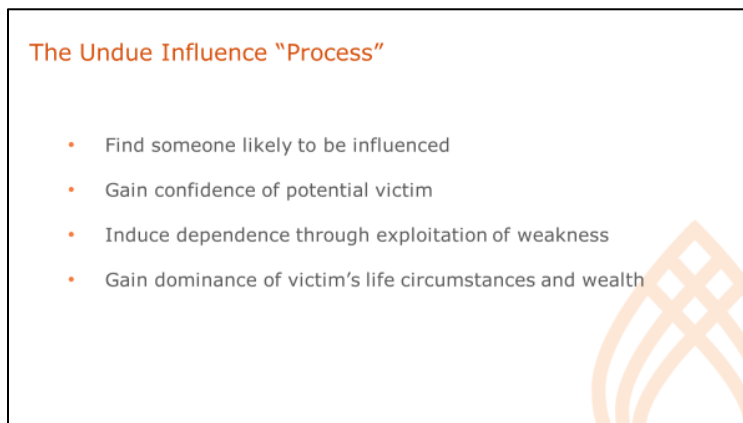 The Undue Influence “Process”
• Find someone likely to be influenced
• Gain confidence of potential victim
• Induce dependence through exploitation of weakness
• Gain dominance of victim’s life circumstances and wealth